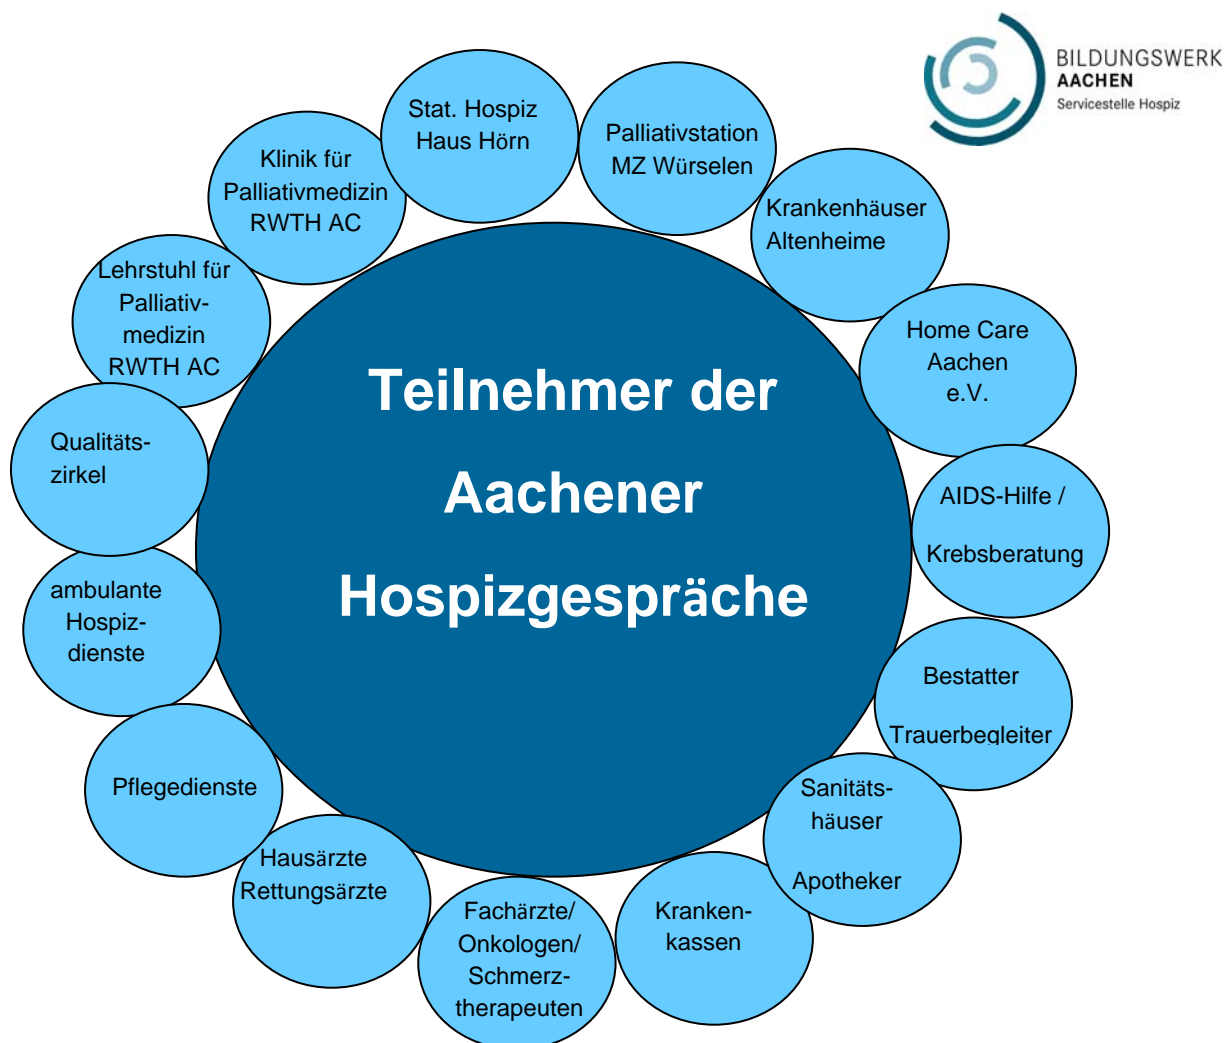 BILDUNGSWERK
AACHEN
Servicestelle Hospiz
Stat. Hospiz
Haus Hörn
Palliativstation
MZ Würselen
Klinik für
Palliativmedizin
RWTH AC
Krankenhäuser
Altenheime
Lehrstuhl für
Palliativ-
medizin
RWTH AC
Home Care
Aachen
e.V.
Teilnehmer der
Aachener
Hospizgespräche
Qualitäts-
zirkel
AIDS-Hilfe /
Krebsberatung
ambulante
Hospiz-
dienste
Bestatter
Trauerbegleiter
Pflegedienste
Sanitäts-
häuser
Apotheker
Hausärzte
Rettungsärzte
Fachärzte/
Onkologen/
Schmerz-
therapeuten
Kranken-
kassen